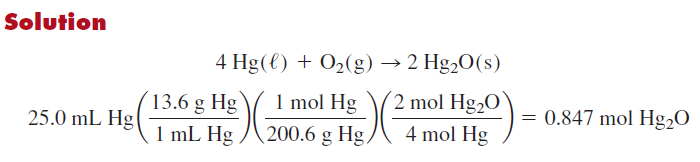 Solution
4 Hg(ℓ) + O₂(g) → 2 Hg₂O(s)
25.0 mL Hg(13.6 g Hg / 1 mL Hg)(1 mol Hg / 200.6 g Hg)(2 mol Hg₂O / 4 mol Hg) = 0.847 mol Hg₂O